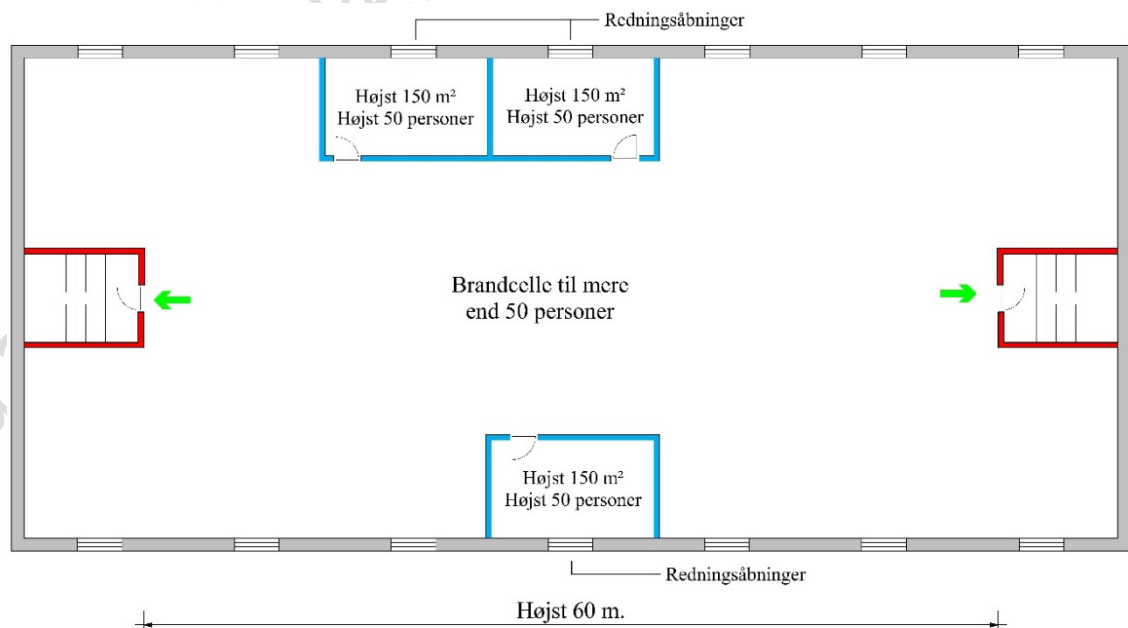 Redningsåbninger
Højst 150 m²
Højst 50 personer
Højst 150 m²
Højst 50 personer
Brandcelle til mere
end 50 personer
Højst 150 m²
Højst 50 personer
Redningsåbninger
Højst 60 m.